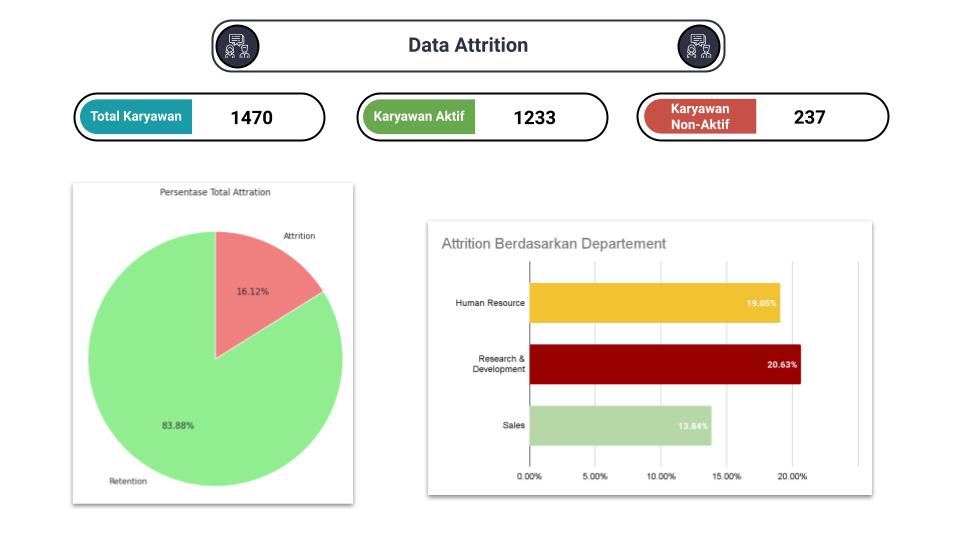 Data Attrition
Total Karyawan
1470
Karyawan Aktif
1233
Karyawan
Non-Aktif
237
Persentase Total Attration
Attrition
16.12%
83.88%
Retention
Attrition Berdasarkan Departement
Human Resource
19.05%
Research &
Development
20.63%
Sales
13.84%
0.00%
5.00%
10.00%
15.00%
20.00%